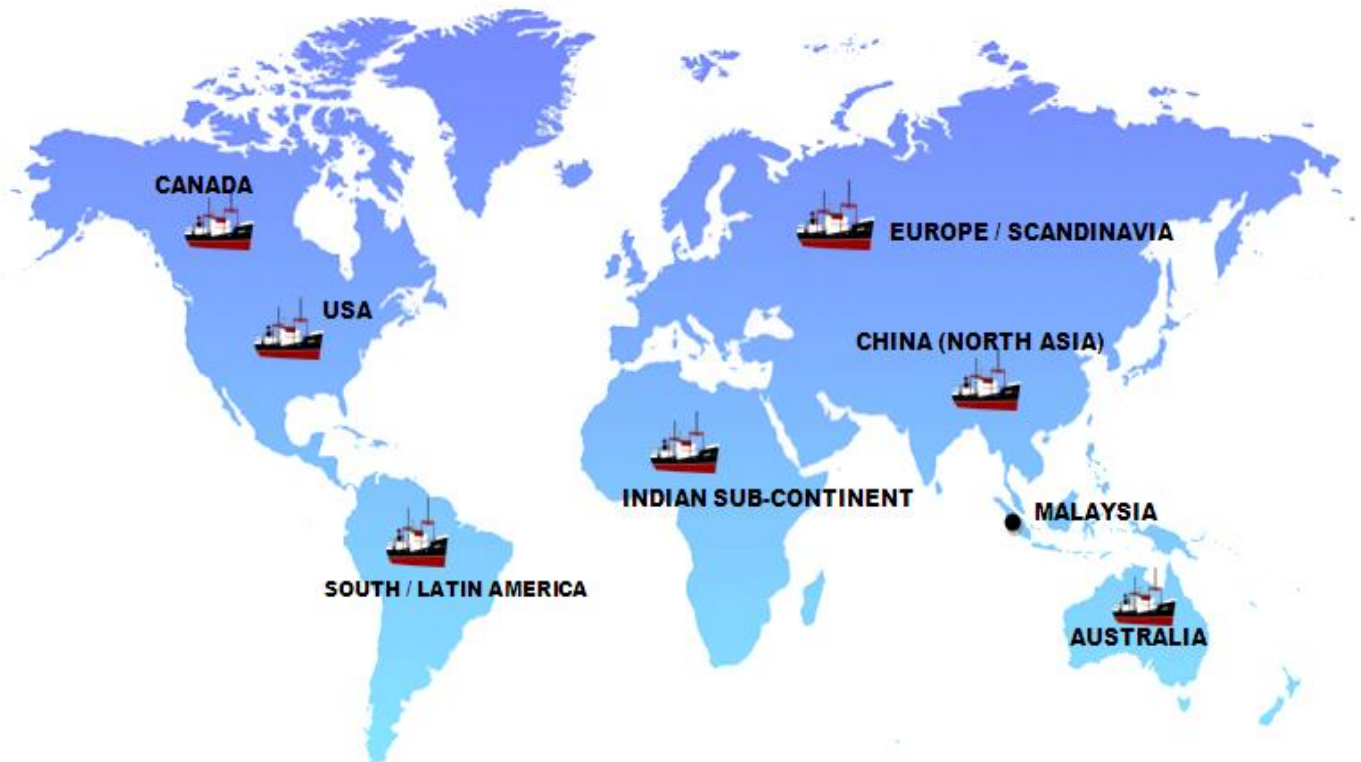 CANADA
EUROPE / SCANDINAVIA
USA
CHINA (NORTH ASIA)
INDIAN SUB-CONTINENT
MALAYSIA
SOUTH / LATIN AMERICA
AUSTRALIA